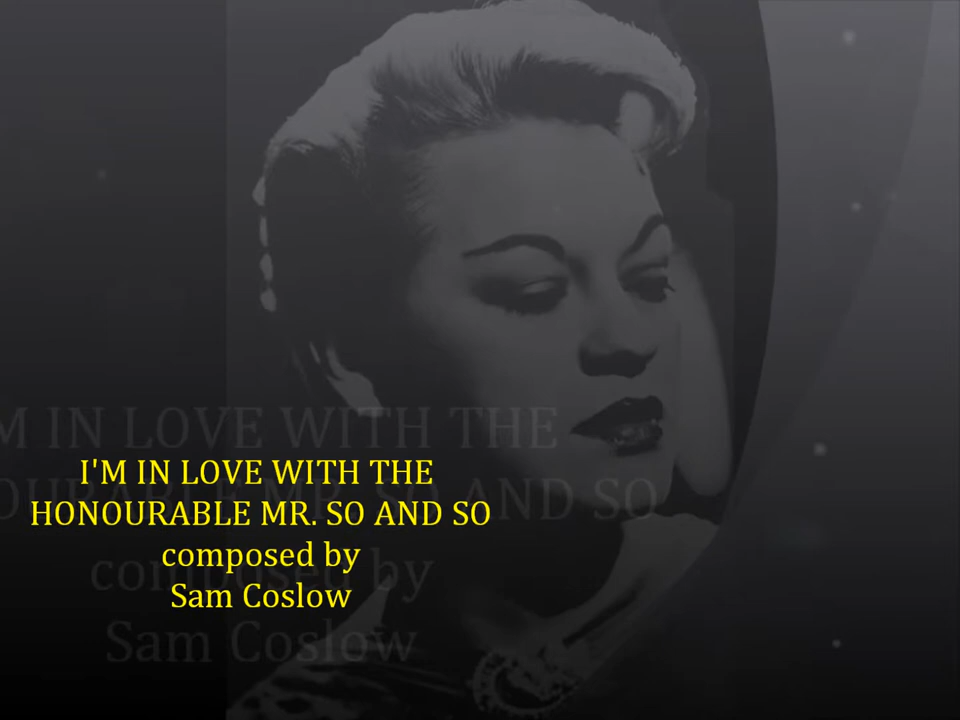 I'M IN LOVE WITH THE
HONOURABLE MR. SO AND SO
composed by
Sam Coslow